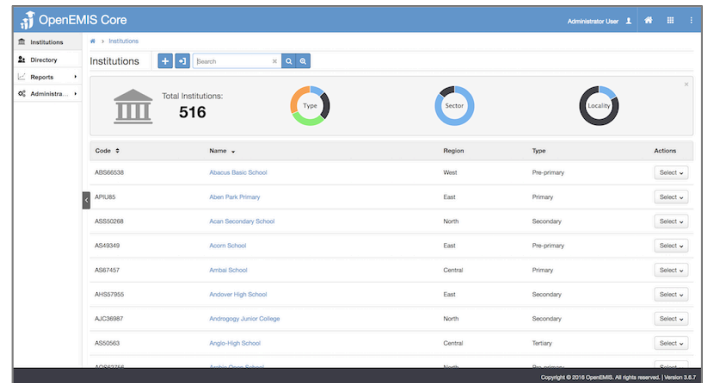 OpenEMIS Core
Administrator User
Institutions
Directory
Reports
Administra...
Institutions
Institutions
Search
Total Institutions:
516
Type
Sector
Locality
Code Name Region Type Actions
ABS66538 Abacus Basic School West Pre-primary Select
APIU85 Aben Park Primary East Primary Select
ASS50268 Acan Secondary School North Secondary Select
AS49349 Acorn School East Pre-primary Select
AS67457 Ambai School Central Primary Select
AHS57955 Andover High School East Secondary Select
AJC36987 Androgogy Junior College North Secondary Select
AS50563 Anglo-High School Central Tertiary Select
Copyright © 2016 OpenEMIS. All rights reserved. | Version 3.6.7